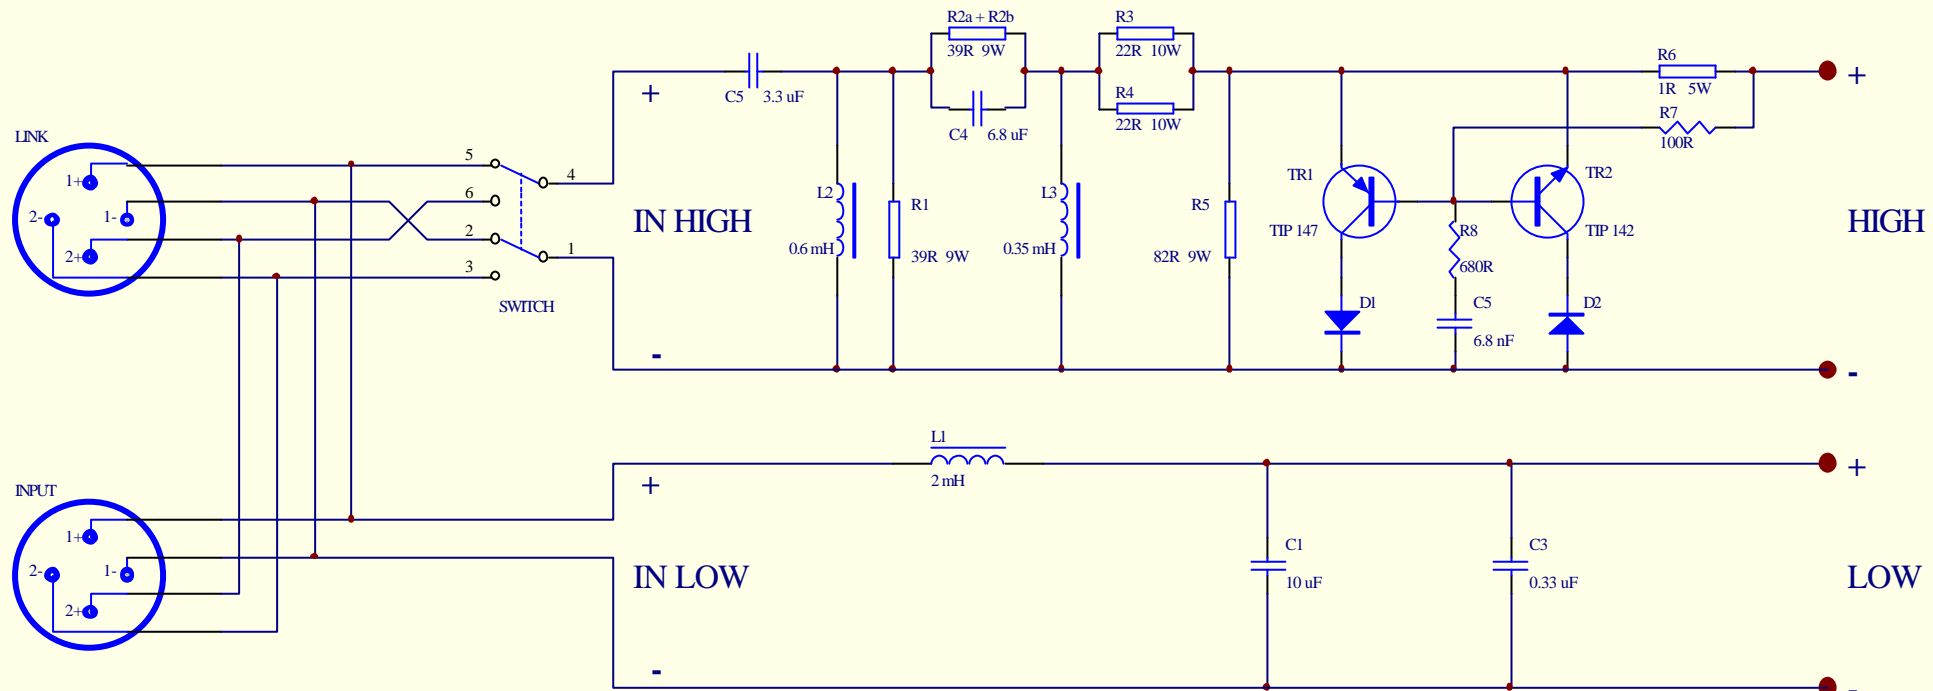 R2a + R2b
39R 9W
R3
22R 10W
R6
1R 5W
+
C5 3.3 uF
+
R4
22R 10W
C4 6.8 uF
R7
100R
LINK
5
4
6
2
1
3
1+
2-
1-
2+
SWITCH
IN HIGH
L2
0.6 mH
R1
39R 9W
L3
0.35 mH
R5
82R 9W
TR1
TIP 147
R8
680R
TR2
TIP 142
HIGH
D1
C5
6.8 nF
D2
-
-
L1
2 mH
+
+
INPUT
1+
2-
1-
2+
IN LOW
C1
10 uF
C3
0.33 uF
LOW
-
-